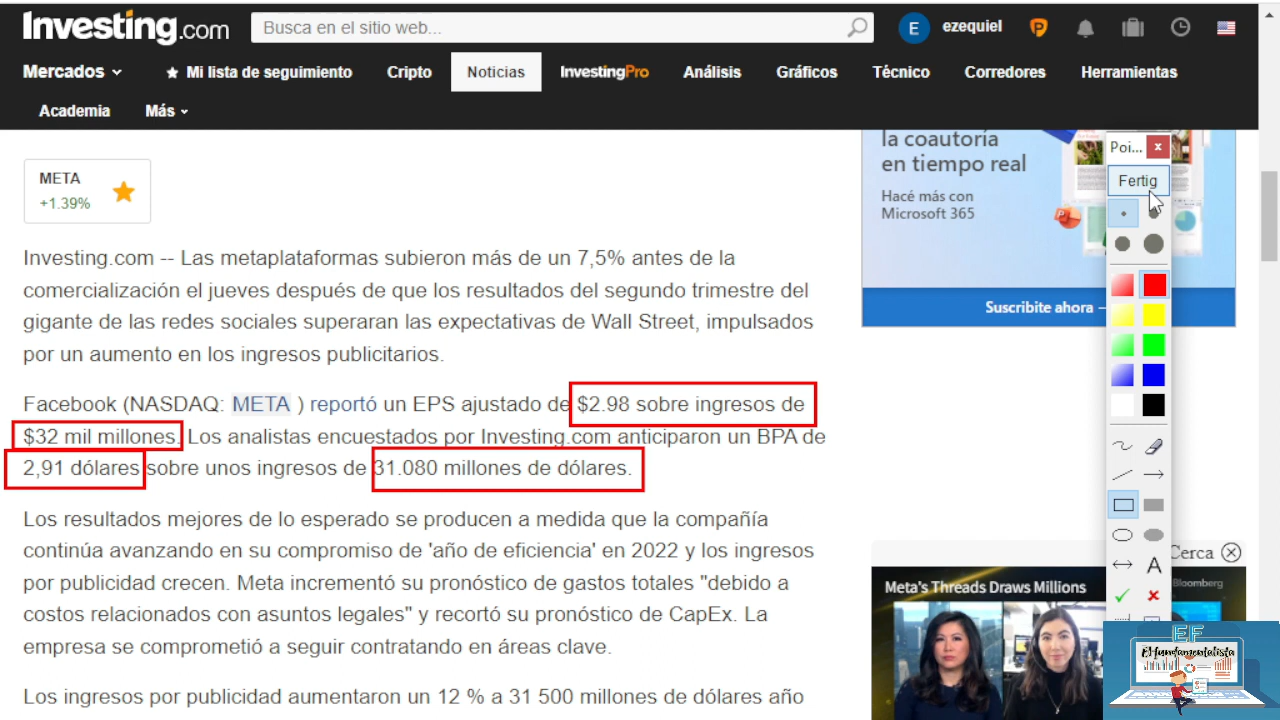 Investing.com
Busca en el sitio web...
E
ezequiel
Mercados
Mi lista de seguimiento
Cripto
Noticias
InvestingPro
Análisis
Gráficos
Técnico
Corredores
Herramientas
Academia
Más
META
+1.39%
Investing.com -- Las metaplataformas subieron más de un 7,5% antes de la
comercialización el jueves después de que los resultados del segundo trimestre del
gigante de las redes sociales superaran las expectativas de Wall Street, impulsados
por un aumento en los ingresos publicitarios.
Facebook (NASDAQ: META ) reportó un EPS ajustado de $2.98 sobre ingresos de
$32 mil millones. Los analistas encuestados por Investing.com anticiparon un BPA de
2,91 dólares sobre unos ingresos de 31.080 millones de dólares.
Los resultados mejores de lo esperado se producen a medida que la compañía
continúa avanzando en su compromiso de 'año de eficiencia' en 2022 y los ingresos
por publicidad crecen. Meta incrementó su pronóstico de gastos totales "debido a
costos relacionados con asuntos legales" y recortó su pronóstico de CapEx. La
empresa se comprometió a seguir contratando en áreas clave.
Los ingresos por publicidad aumentaron un 12 % a 31 500 millones de dólares año
la coautoría
en tiempo real
Hacé más con
Microsoft 365
Suscribite ahora
Poi...
x
Fertig
A
Cerca
Meta's Threads Draws Millions
Bloomberg
EF
El fundamentalista